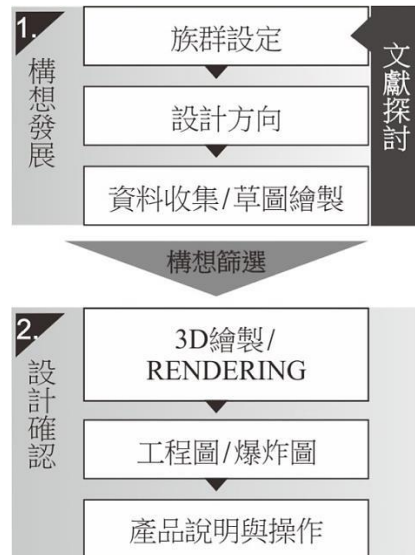 1.
構想發展
族群設定
設計方向
資料收集/草圖繪製
文獻探討
構想篩選
2.
設計確認
3D繪製/
RENDERING
工程圖/爆炸圖
產品說明與操作